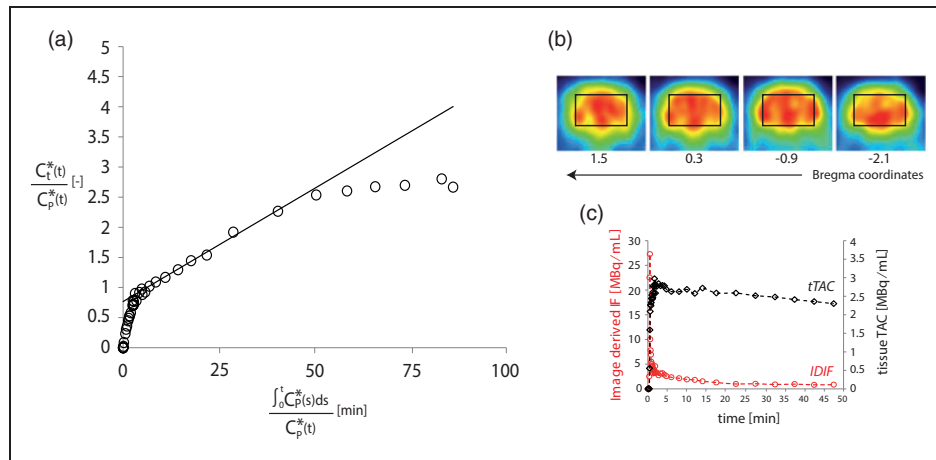 (a)
5
4.5
4
3.5
3
2.5
2
1.5
1
0.5
0
C*t(t)
C*P(t)
[-]
0 25 50 75 100
∫0t C*P(s)ds
C*P(t)
[min]
(b)
1.5 0.3 -0.9 -2.1
Bregma coordinates
(c)
Image derived IF [MBq/mL]
30
25
20
15
10
5
0
tTAC
IDIF
4
3.5
3
2.5
2
1.5
1
0.5
0
tissue TAC [MBq/mL]
0 5 10 15 20 25 30 35 40 45 50
time [min]